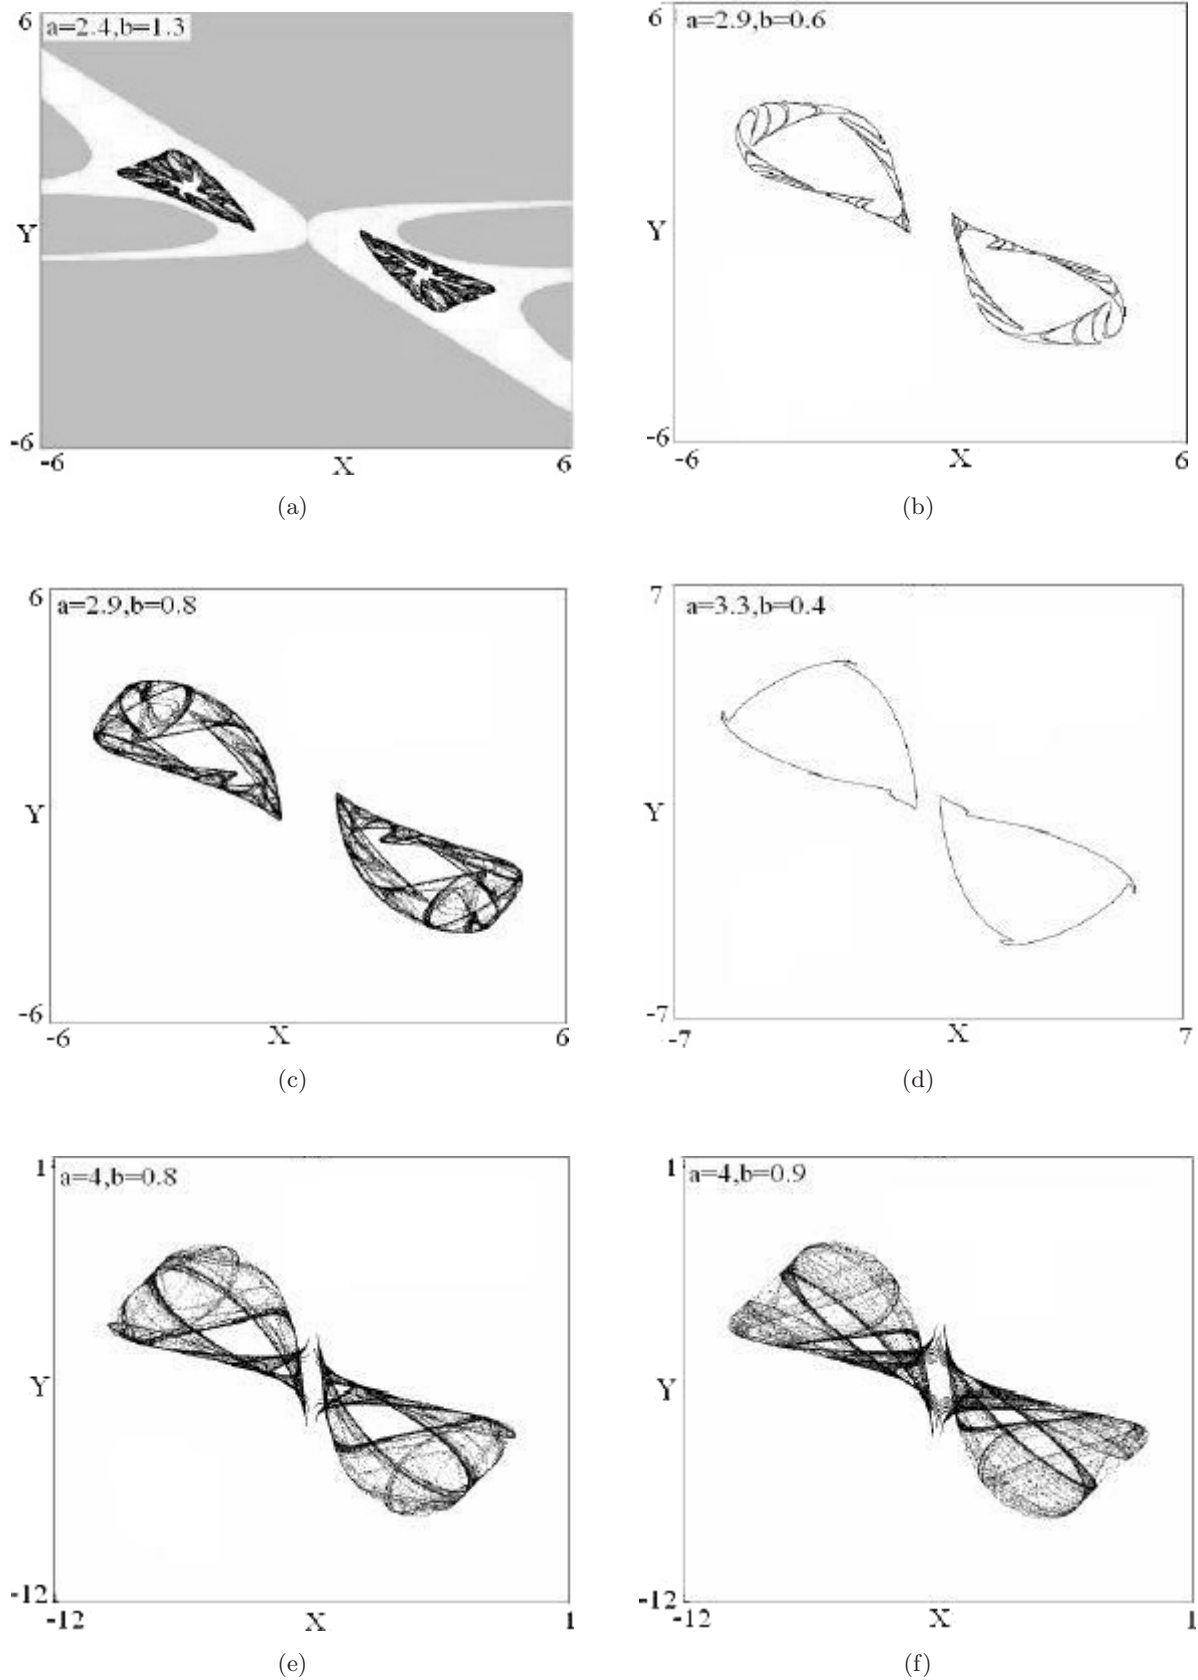 6
a=2.4,b=1.3
Y
-6
-6
X
6
(a)
6
a=2.9,b=0.6
Y
-6
-6
X
6
(b)
6
a=2.9,b=0.8
Y
-6
-6
X
6
(c)
7
a=3.3,b=0.4
Y
-7
-7
X
7
(d)
1
a=4,b=0.8
Y
-12
-12
X
1
(e)
1
a=4,b=0.9
Y
-12
-12
X
1
(f)